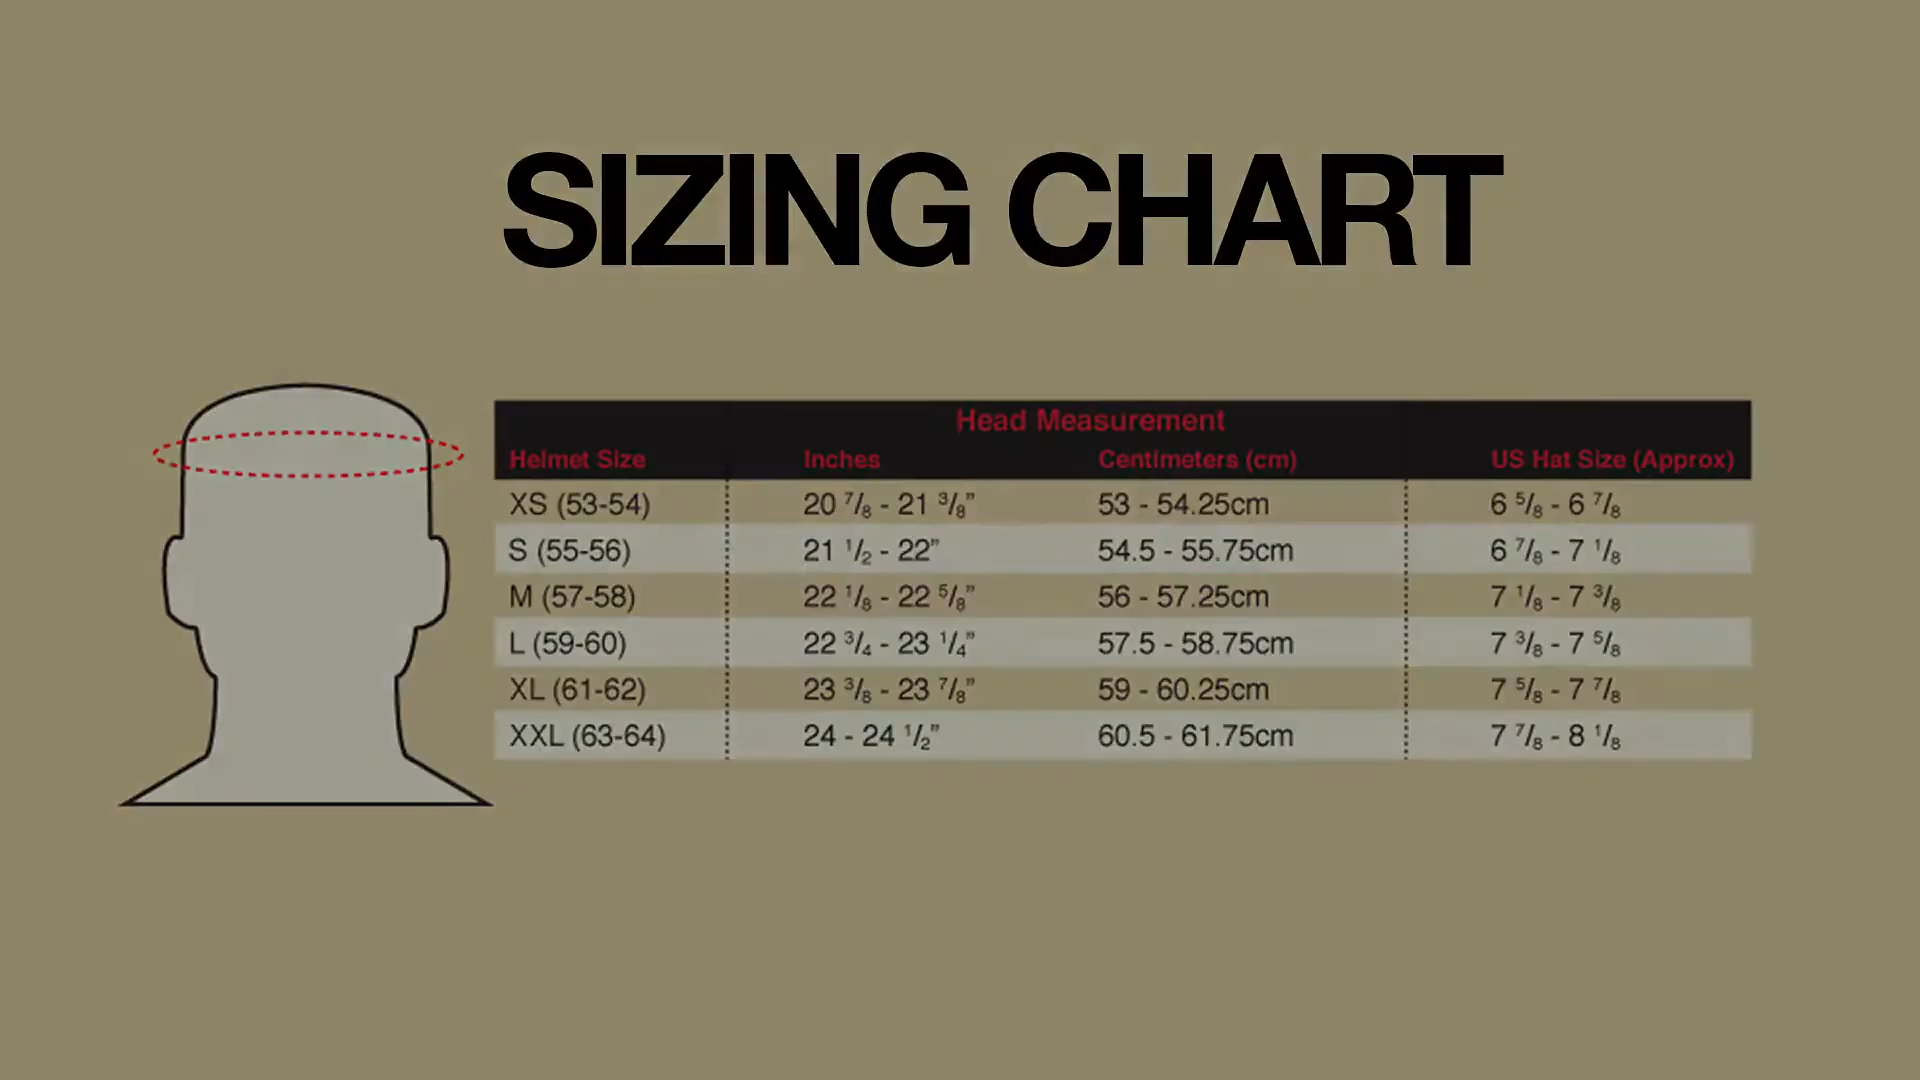 SIZING CHART
Head Measurement
Helmet Size Inches Centimeters (cm) US Hat Size (Approx)
XS (53-54) 20 ⁷/₈ - 21 ³/₈” 53 - 54.25cm 6 ⁵/₈ - 6 ⁷/₈
S (55-56) 21 ¹/₂ - 22” 54.5 - 55.75cm 6 ⁷/₈ - 7 ¹/₈
M (57-58) 22 ¹/₈ - 22 ⁵/₈” 56 - 57.25cm 7 ¹/₈ - 7 ³/₈
L (59-60) 22 ³/₄ - 23 ¹/₄” 57.5 - 58.75cm 7 ³/₈ - 7 ⁵/₈
XL (61-62) 23 ³/₈ - 23 ⁷/₈” 59 - 60.25cm 7 ⁵/₈ - 7 ⁷/₈
XXL (63-64) 24 - 24 ¹/₂” 60.5 - 61.75cm 7 ⁷/₈ - 8 ¹/₈